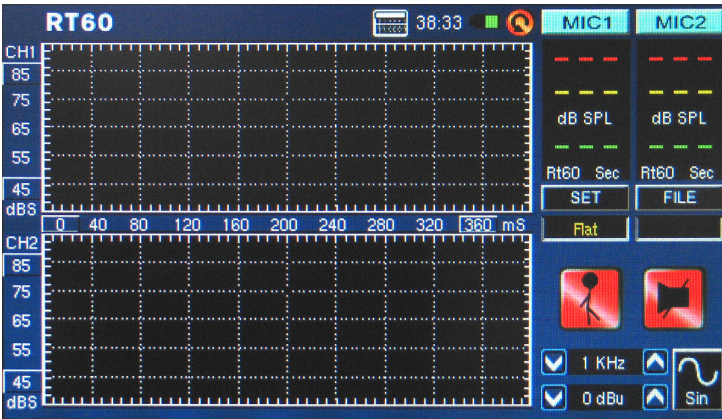 RT60 38:33 MIC1 MIC2
CH1
85
75
65
55
45
dBS
--- --- --- --- --- ---
--- --- --- --- --- ---
dB SPL dB SPL
--- --- --- --- --- ---
Rt60 Sec Rt60 Sec
SET FILE
0 40 80 120 160 200 240 280 320 360 mS
Flat
CH2
85
75
65
55
45
dBS
1 KHz
0 dBu
Sin